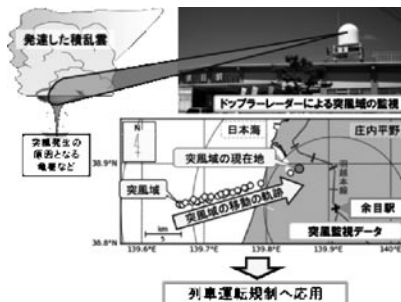 発達した積乱雲
ドップラーレーダーによる突風域の監視
突風発生の
原因となる
竜巻など
N
日本海
庄内平野
突風域の現在地
38.9°N
突風域
突風域の移動の軌跡
羽越本線
余目駅
km
5
突風監視データ
38.8°N
139.6°E
139.7°E
139.8°E
139.9°E
140.0°E
列車運転規制へ応用